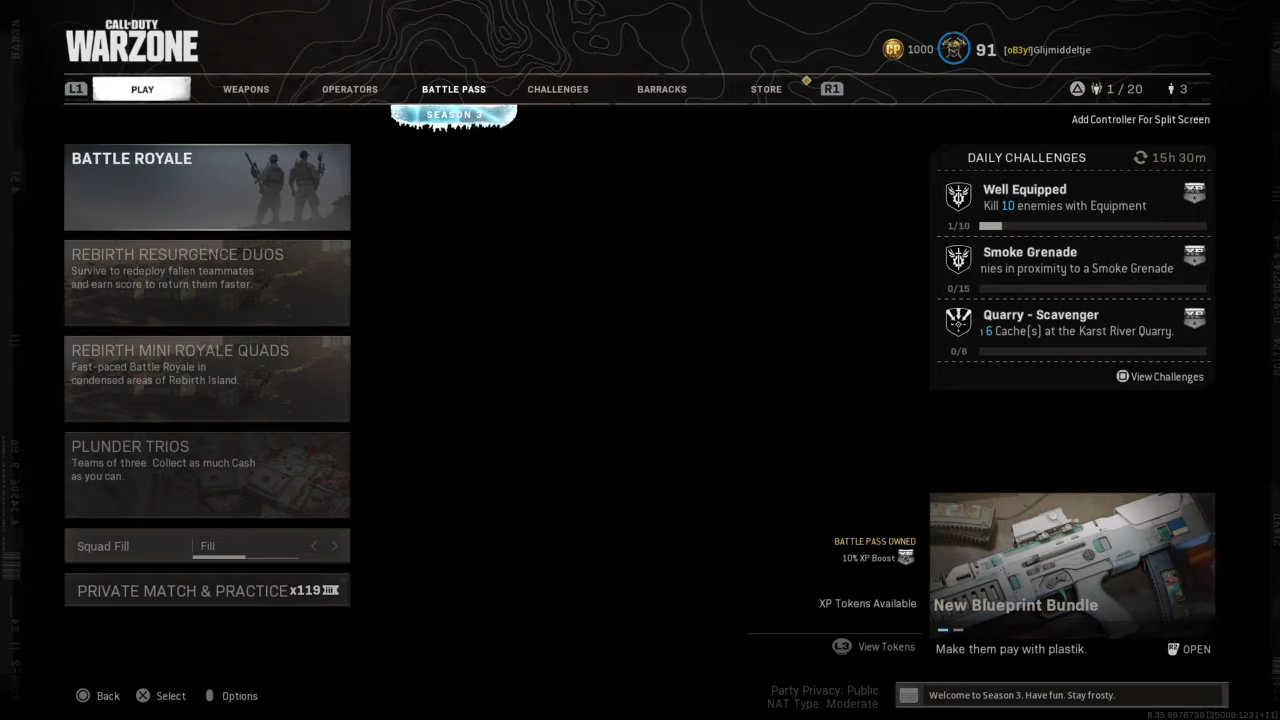 CALL OF DUTY
WARZONE
CP 1000 91 [oB3y!]Glijmiddeltje
L1 PLAY WEAPONS OPERATORS BATTLE PASS CHALLENGES BARRACKS STORE R1 1 / 20 3
SEASON 3
Add Controller For Split Screen
BATTLE ROYALE
REBIRTH RESURGENCE DUOS
Survive to redeploy fallen teammates
and earn score to return them faster.
REBIRTH MINI ROYALE QUADS
Fast-paced Battle Royale in
condensed areas of Rebirth Island.
PLUNDER TRIOS
Teams of three. Collect as much Cash
as you can.
Squad Fill Fill
PRIVATE MATCH & PRACTICE x119
DAILY CHALLENGES 15h 30m
Well Equipped XP
Kill 10 enemies with Equipment
1/10
Smoke Grenade XP
nies in proximity to a Smoke Grenade
0/15
Quarry - Scavenger XP
6 Cache(s) at the Karst River Quarry.
0/6
View Challenges
BATTLE PASS OWNED
10% XP Boost XP
XP Tokens Available
L3 View Tokens
New Blueprint Bundle
Make them pay with plastik. R2 OPEN
Back Select Options
Party Privacy: Public
NAT Type: Moderate
Welcome to Season 3. Have fun. Stay frosty.